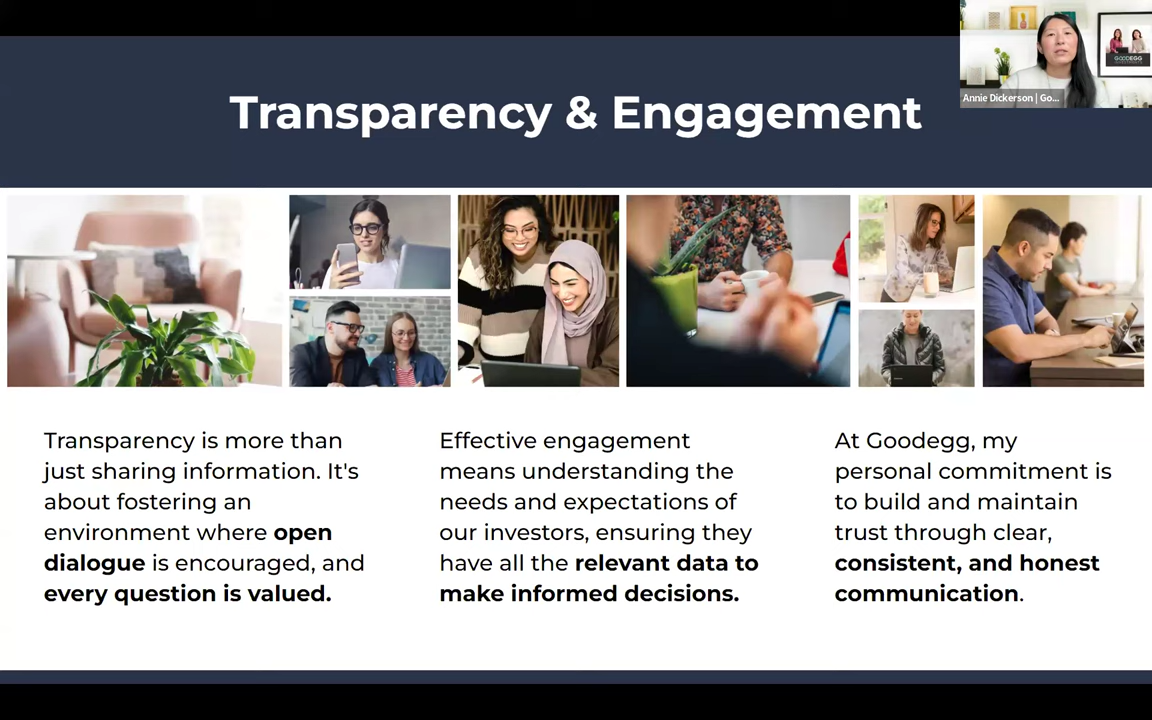 Transparency & Engagement
GOODEGG
Annie Dickerson | Go...
Transparency is more than
just sharing information. It's
about fostering an
environment where open
dialogue is encouraged, and
every question is valued.
Effective engagement
means understanding the
needs and expectations of
our investors, ensuring they
have all the relevant data to
make informed decisions.
At Goodegg, my
personal commitment is
to build and maintain
trust through clear,
consistent, and honest
communication.